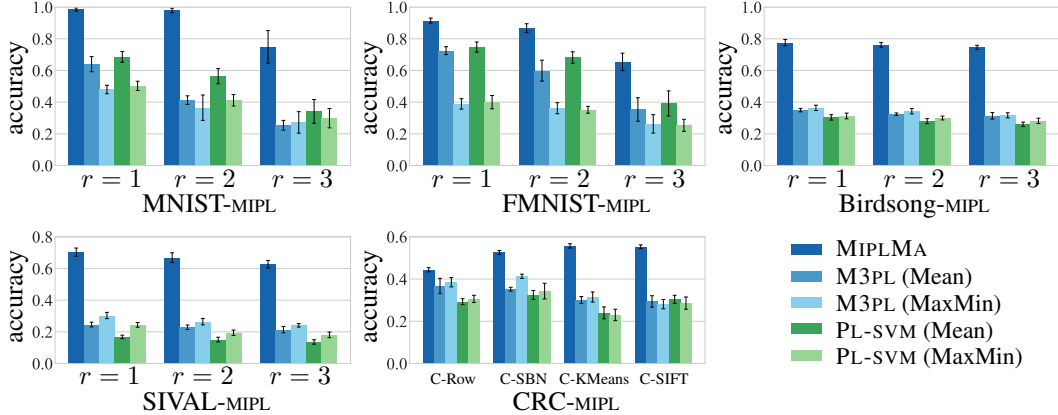 1.0
0.8
0.6
0.4
0.2
0.0
accuracy
r = 1
r = 2
r = 3
MNIST-MIPL
1.0
0.8
0.6
0.4
0.2
0.0
accuracy
r = 1
r = 2
r = 3
FMNIST-MIPL
1.0
0.8
0.6
0.4
0.2
0.0
accuracy
r = 1
r = 2
r = 3
Birdsong-MIPL
0.8
0.6
0.4
0.2
0.0
accuracy
r = 1
r = 2
r = 3
SIVAL-MIPL
0.6
0.4
0.2
0.0
accuracy
C-Row
C-SBN
C-KMeans
C-SIFT
CRC-MIPL
MIPLMA
M3PL (Mean)
M3PL (MaxMin)
PL-SVM (Mean)
PL-SVM (MaxMin)